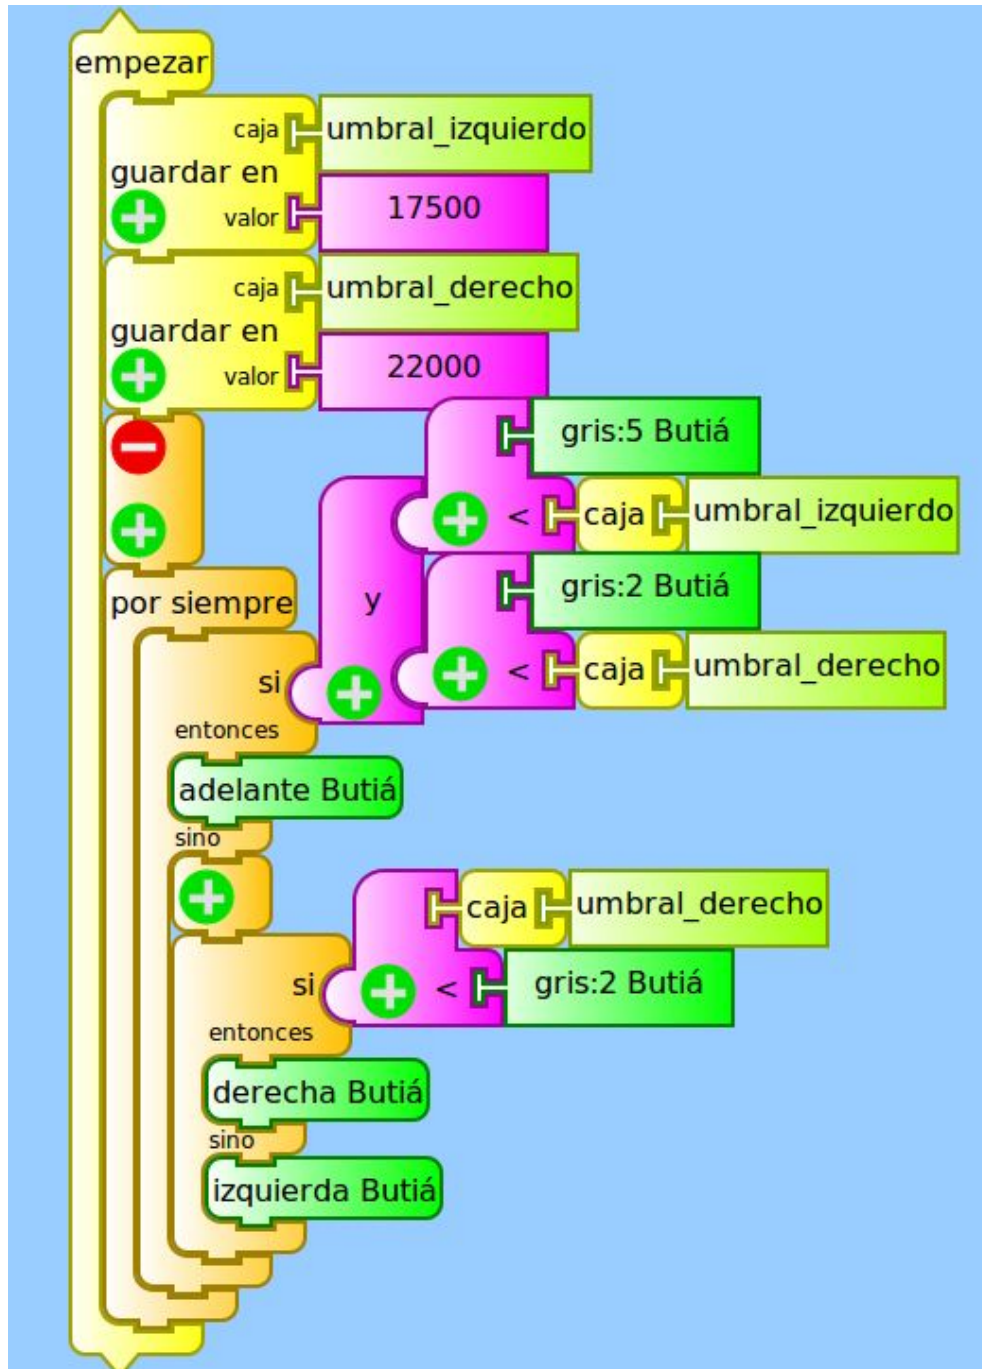 empezar
caja umbral_izquierdo
guardar en
valor 17500
caja umbral_derecho
guardar en
valor 22000
gris:5 Butiá
< caja umbral_izquierdo
gris:2 Butiá
por siempre y
< caja umbral_derecho
si
entonces
adelante Butiá
sino
caja umbral_derecho
si < gris:2 Butiá
entonces
derecha Butiá
sino
izquierda Butiá